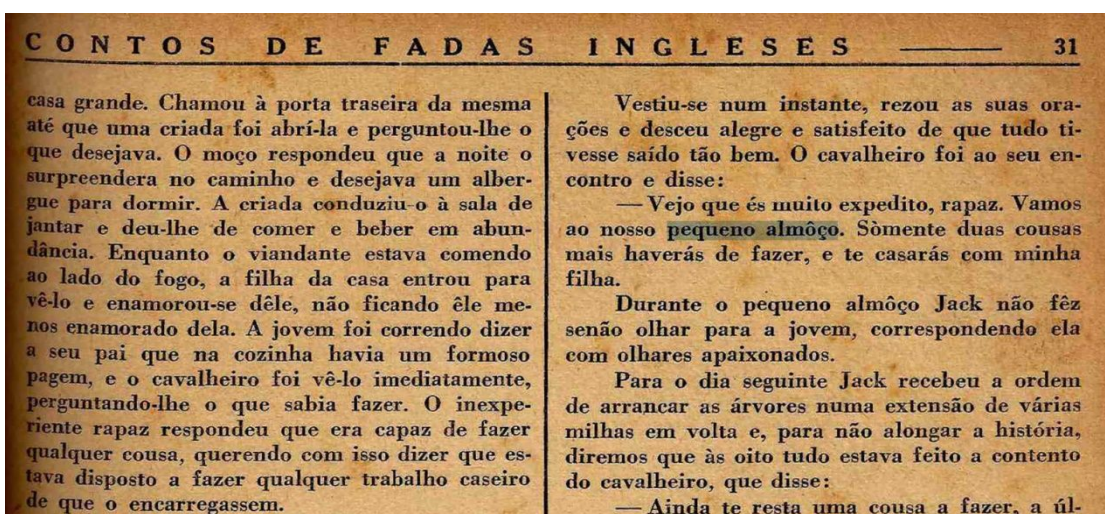 CONTOS DE FADAS INGLESES 31
casa grande. Chamou à porta traseira da mesma
até que uma criada foi abrí-la e perguntou-lhe o
que desejava. O moço respondeu que a noite o
surpreendera no caminho e desejava um alber-
gue para dormir. A criada conduziu-o à sala de
jantar e deu-lhe de comer e beber em abun-
dância. Enquanto o viandante estava comendo
ao lado do fogo, a filha da casa entrou para
vê-lo e enamorou-se dêle, não ficando êle me-
nos enamorado dela. A jovem foi correndo dizer
a seu pai que na cozinha havia um formoso
pagem, e o cavalheiro foi vê-lo imediatamente,
perguntando-lhe o que sabia fazer. O inexpe-
riente rapaz respondeu que era capaz de fazer
qualquer cousa, querendo com isso dizer que es-
tava disposto a fazer qualquer trabalho caseiro
de que o encarregassem.
Vestiu-se num instante, rezou as suas ora-
ções e desceu alegre e satisfeito de que tudo ti-
vesse saído tão bem. O cavalheiro foi ao seu en-
contro e disse:
— Vejo que és muito expedito, rapaz. Vamos
ao nosso pequeno almôço. Sòmente duas cousas
mais haverás de fazer, e te casarás com minha
filha.
Durante o pequeno almôço Jack não fêz
senão olhar para a jovem, correspondendo ela
com olhares apaixonados.
Para o dia seguinte Jack recebeu a ordem
de arrancar as árvores numa extensão de várias
milhas em volta e, para não alongar a história,
diremos que às oito tudo estava feito a contento
do cavalheiro, que disse:
— Ainda te resta uma cousa a fazer, a úl-